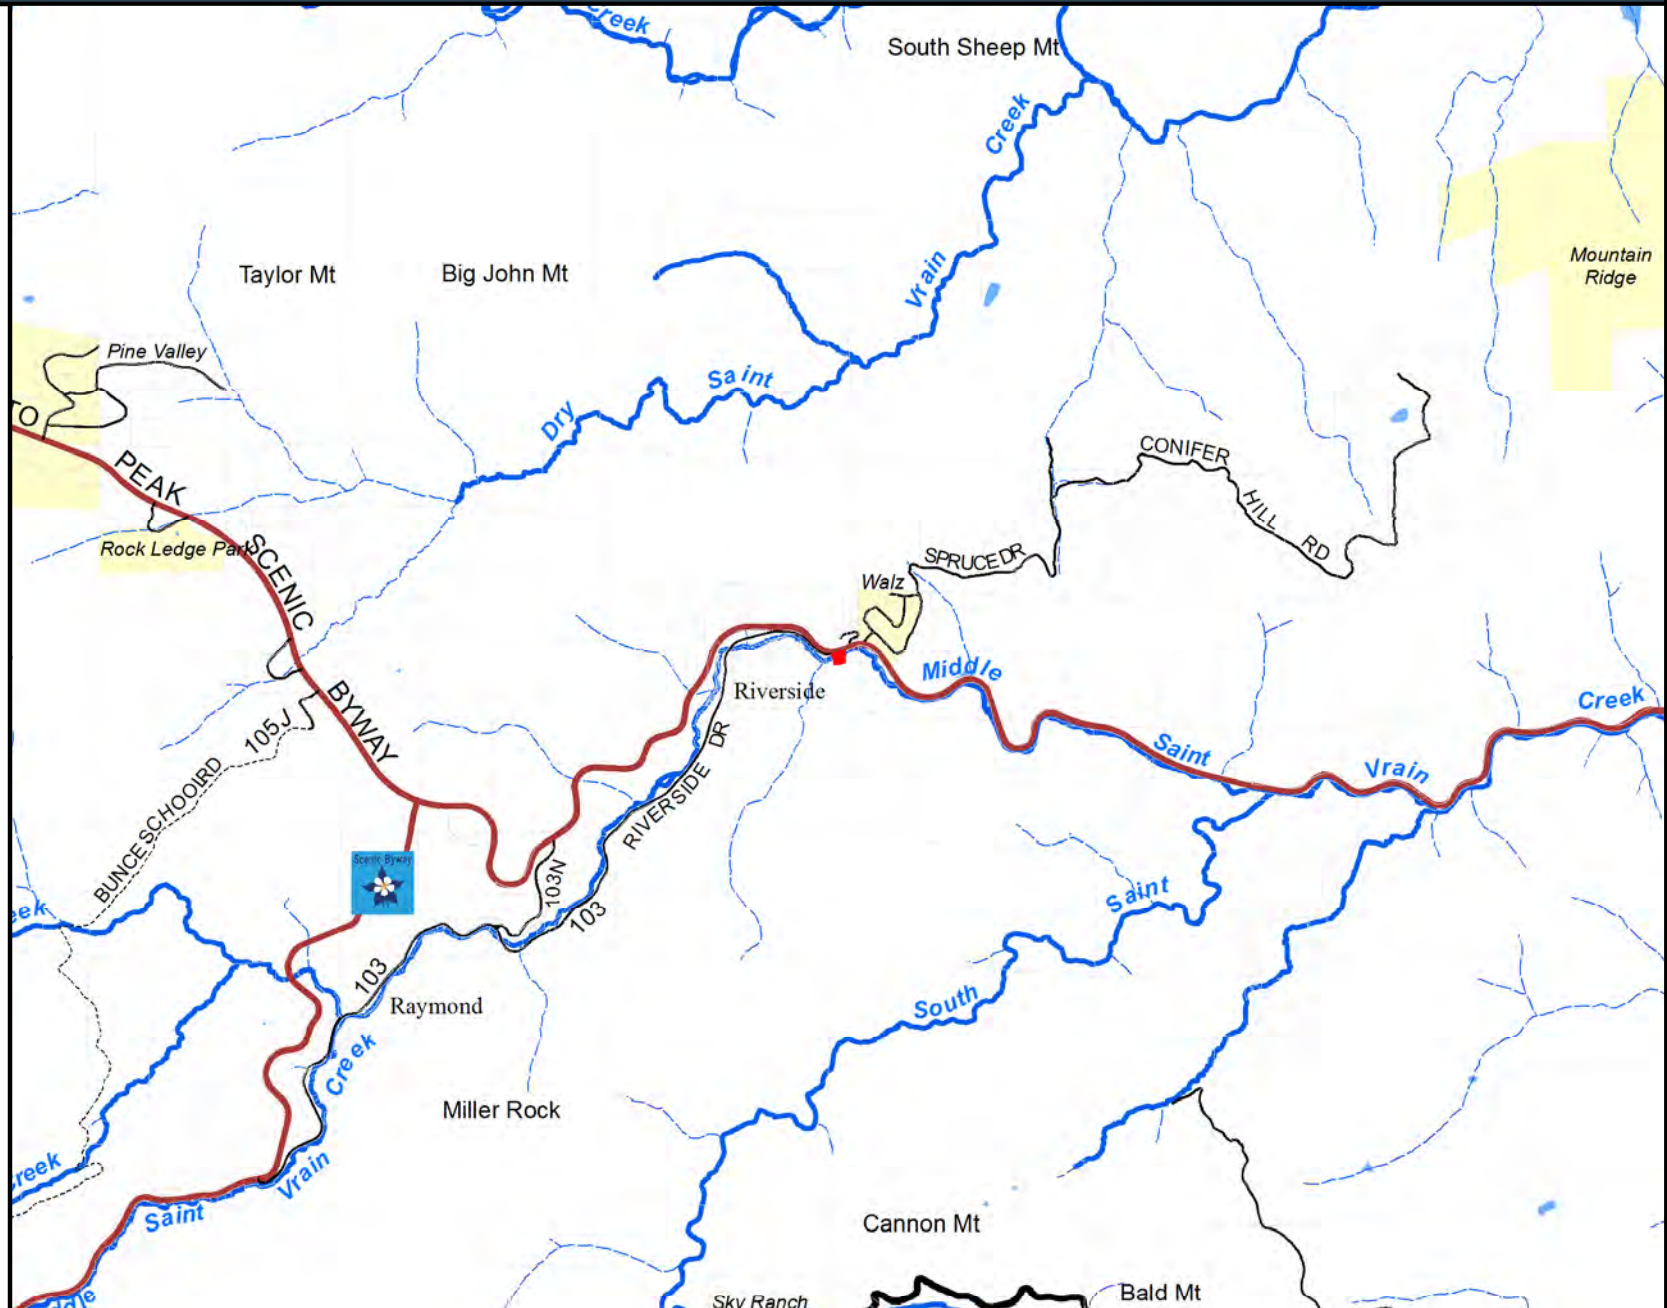 Creek
South Sheep Mt
Creek
Mountain
Ridge
Taylor Mt
Big John Mt
Vrain
Pine Valley
Saint
TO
Dry
PEAK
CONIFER
HILL
RD
Rock Ledge Park
SCENIC
SPRUCE DR
Walz
Middle
Riverside
Creek
BYWAY
105J
DR
Saint
Vrain
BUNCE SCHOOL RD
RIVERSIDE
Scenic Byway
103N
Saint
eek
103
103
South
Raymond
Creek
Miller Rock
reek
Vrain
Saint
Cannon Mt
ddle
Sky Ranch
Bald Mt